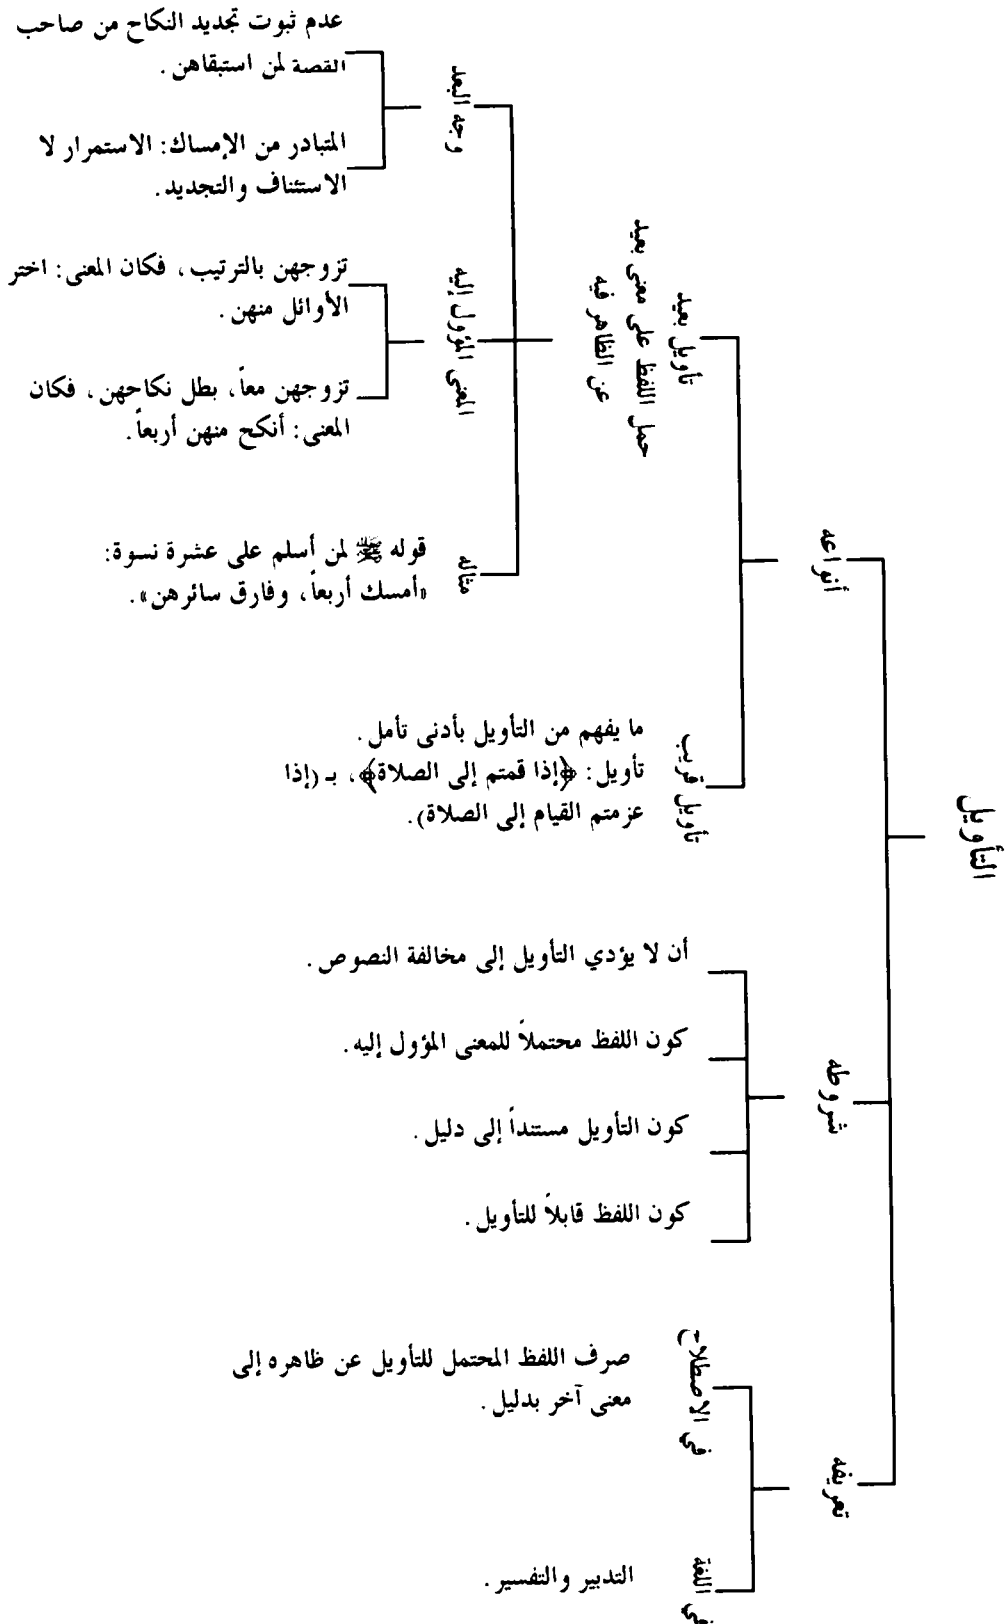 التأويل
أنواعه
تأويل بعيد
حمل اللفظ على معنى بعيد
عن الظاهر فيه
وجه البعد
عدم ثبوت تجديد النكاح من صاحب
القصة لمن استبقاهن.
المتبادر من الإمساك: الاستمرار لا
الاستئناف والتجديد.
المعنى المؤول إليه
تزوجهن بالترتيب، فكان المعنى: اختر
الأوائل منهن.
تزوجهن معاً، بطل نكاحهن، فكان
المعنى: أنكح منهن أربعاً.
مثاله
قوله ﷺ لمن أسلم على عشرة نسوة:
«أمسك أربعاً، وفارق سائرهن».
تأويل قريب
ما يفهم من التأويل بأدنى تأمل.
تأويل: ﴿إذا قمتم إلى الصلاة﴾، بـ (إذا
عزمتم القيام إلى الصلاة).
شروطه
أن لا يؤدي التأويل إلى مخالفة النصوص.
كون اللفظ محتملاً للمعنى المؤول إليه.
كون التأويل مستنداً إلى دليل.
كون اللفظ قابلاً للتأويل.
تعريفه
في الاصطلاح
صرف اللفظ المحتمل للتأويل عن ظاهره إلى
معنى آخر بدليل.
في اللغة
التدبير والتفسير.